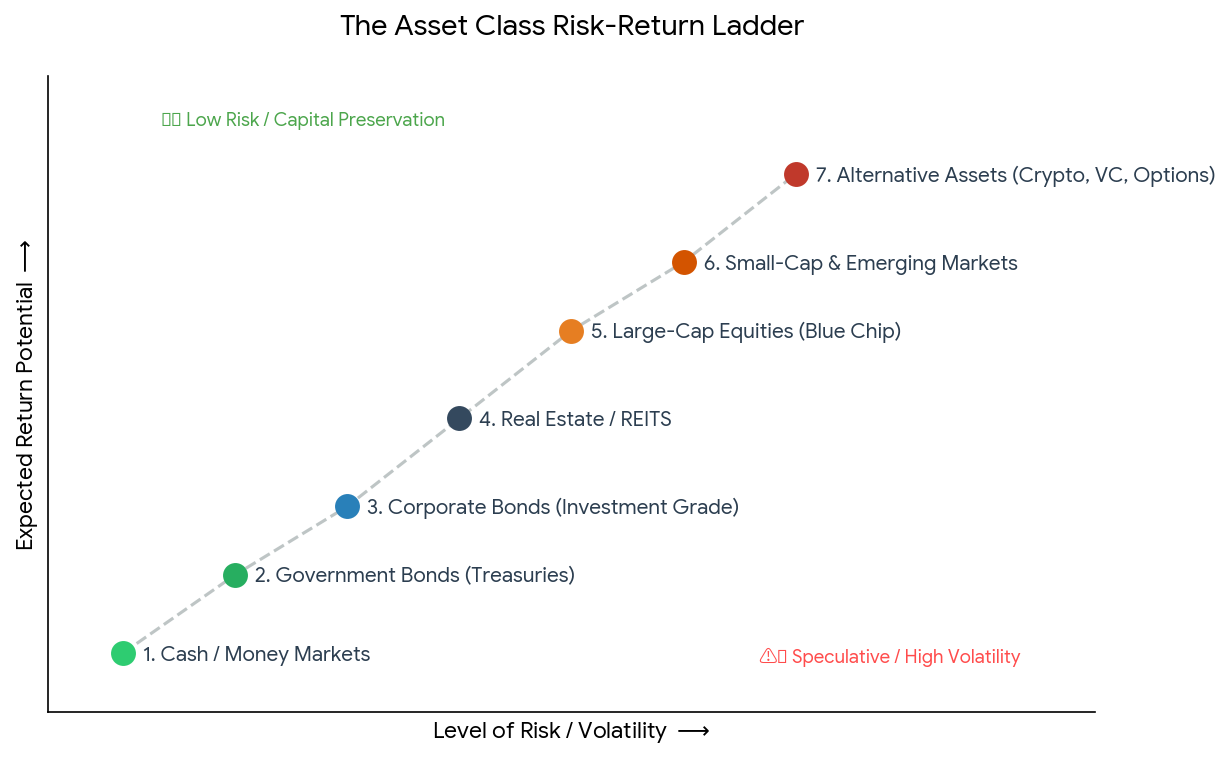 The Asset Class Risk-Return Ladder
Low Risk / Capital Preservation
7. Alternative Assets (Crypto, VC, Options)
6. Small-Cap & Emerging Markets
5. Large-Cap Equities (Blue Chip)
4. Real Estate / REITS
3. Corporate Bonds (Investment Grade)
2. Government Bonds (Treasuries)
1. Cash / Money Markets
⚠ Speculative / High Volatility
Expected Return Potential ⟶
Level of Risk / Volatility ⟶